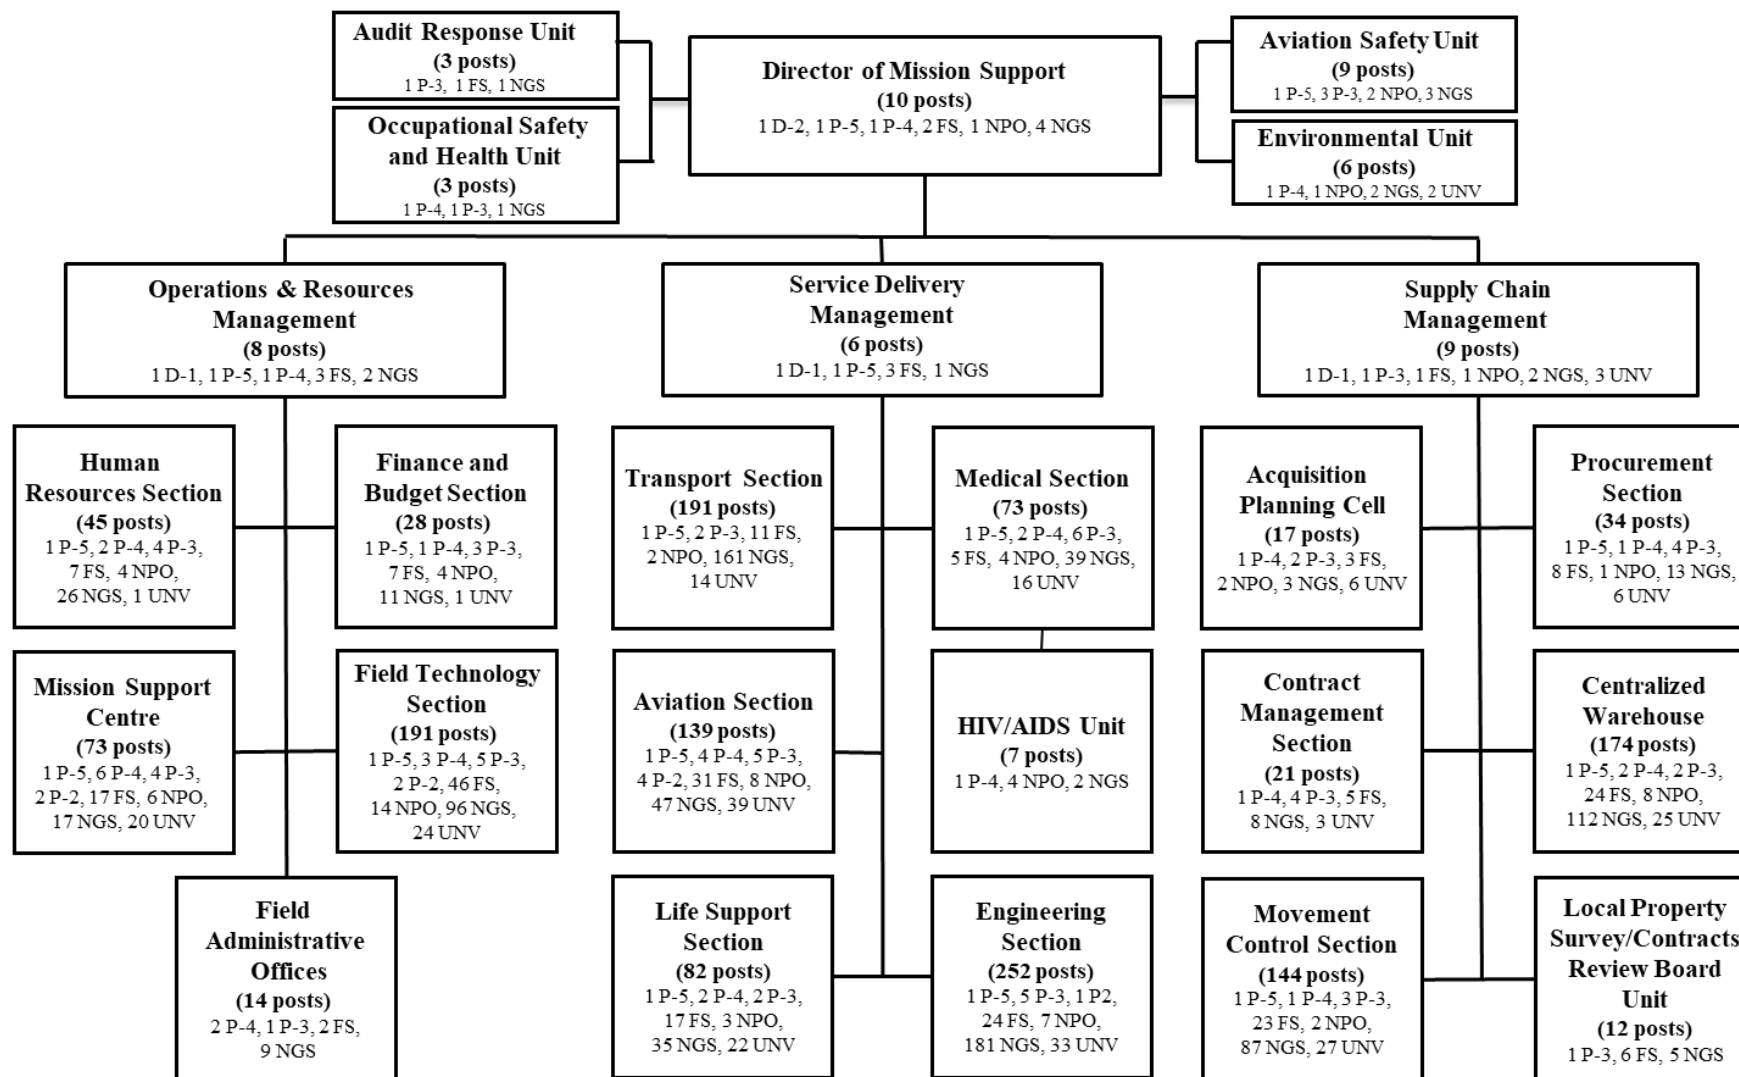 Audit Response Unit
(3 posts)
1 P-3, 1 FS, 1 NGS
Occupational Safety
and Health Unit
(3 posts)
1 P-4, 1 P-3, 1 NGS
Director of Mission Support
(10 posts)
1 D-2, 1 P-5, 1 P-4, 2 FS, 1 NPO, 4 NGS
Aviation Safety Unit
(9 posts)
1 P-5, 3 P-3, 2 NPO, 3 NGS
Environmental Unit
(6 posts)
1 P-4, 1 NPO, 2 NGS, 2 UNV
Operations & Resources
Management
(8 posts)
1 D-1, 1 P-5, 1 P-4, 3 FS, 2 NGS
Service Delivery
Management
(6 posts)
1 D-1, 1 P-5, 3 FS, 1 NGS
Supply Chain
Management
(9 posts)
1 D-1, 1 P-3, 1 FS, 1 NPO, 2 NGS, 3 UNV
Human
Resources Section
(45 posts)
1 P-5, 2 P-4, 4 P-3,
7 FS, 4 NPO,
26 NGS, 1 UNV
Finance and
Budget Section
(28 posts)
1 P-5, 1 P-4, 3 P-3,
7 FS, 4 NPO,
11 NGS, 1 UNV
Transport Section
(191 posts)
1 P-5, 2 P-3, 11 FS,
2 NPO, 161 NGS,
14 UNV
Medical Section
(73 posts)
1 P-5, 2 P-4, 6 P-3,
5 FS, 4 NPO, 39 NGS,
16 UNV
Acquisition
Planning Cell
(17 posts)
1 P-4, 2 P-3, 3 FS,
2 NPO, 3 NGS, 6 UNV
Procurement
Section
(34 posts)
1 P-5, 1 P-4, 4 P-3,
8 FS, 1 NPO, 13 NGS,
6 UNV
Mission Support
Centre
(73 posts)
1 P-5, 6 P-4, 4 P-3,
2 P-2, 17 FS, 6 NPO,
17 NGS, 20 UNV
Field Technology
Section
(191 posts)
1 P-5, 3 P-4, 5 P-3,
2 P-2, 46 FS,
14 NPO, 96 NGS,
24 UNV
Aviation Section
(139 posts)
1 P-5, 4 P-4, 5 P-3,
4 P-2, 31 FS, 8 NPO,
47 NGS, 39 UNV
HIV/AIDS Unit
(7 posts)
1 P-4, 4 NPO, 2 NGS
Contract
Management
Section
(21 posts)
1 P-4, 4 P-3, 5 FS,
8 NGS, 3 UNV
Centralized
Warehouse
(174 posts)
1 P-5, 2 P-4, 2 P-3,
24 FS, 8 NPO,
112 NGS, 25 UNV
Field
Administrative
Offices
(14 posts)
2 P-4, 1 P-3, 2 FS,
9 NGS
Life Support
Section
(82 posts)
1 P-5, 2 P-4, 2 P-3,
17 FS, 3 NPO,
35 NGS, 22 UNV
Engineering
Section
(252 posts)
1 P-5, 5 P-3, 1 P2,
24 FS, 7 NPO,
181 NGS, 33 UNV
Movement
Control Section
(144 posts)
1 P-5, 1 P-4, 3 P-3,
23 FS, 2 NPO,
87 NGS, 27 UNV
Local Property
Survey/Contracts
Review Board
Unit
(12 posts)
1 P-3, 6 FS, 5 NGS